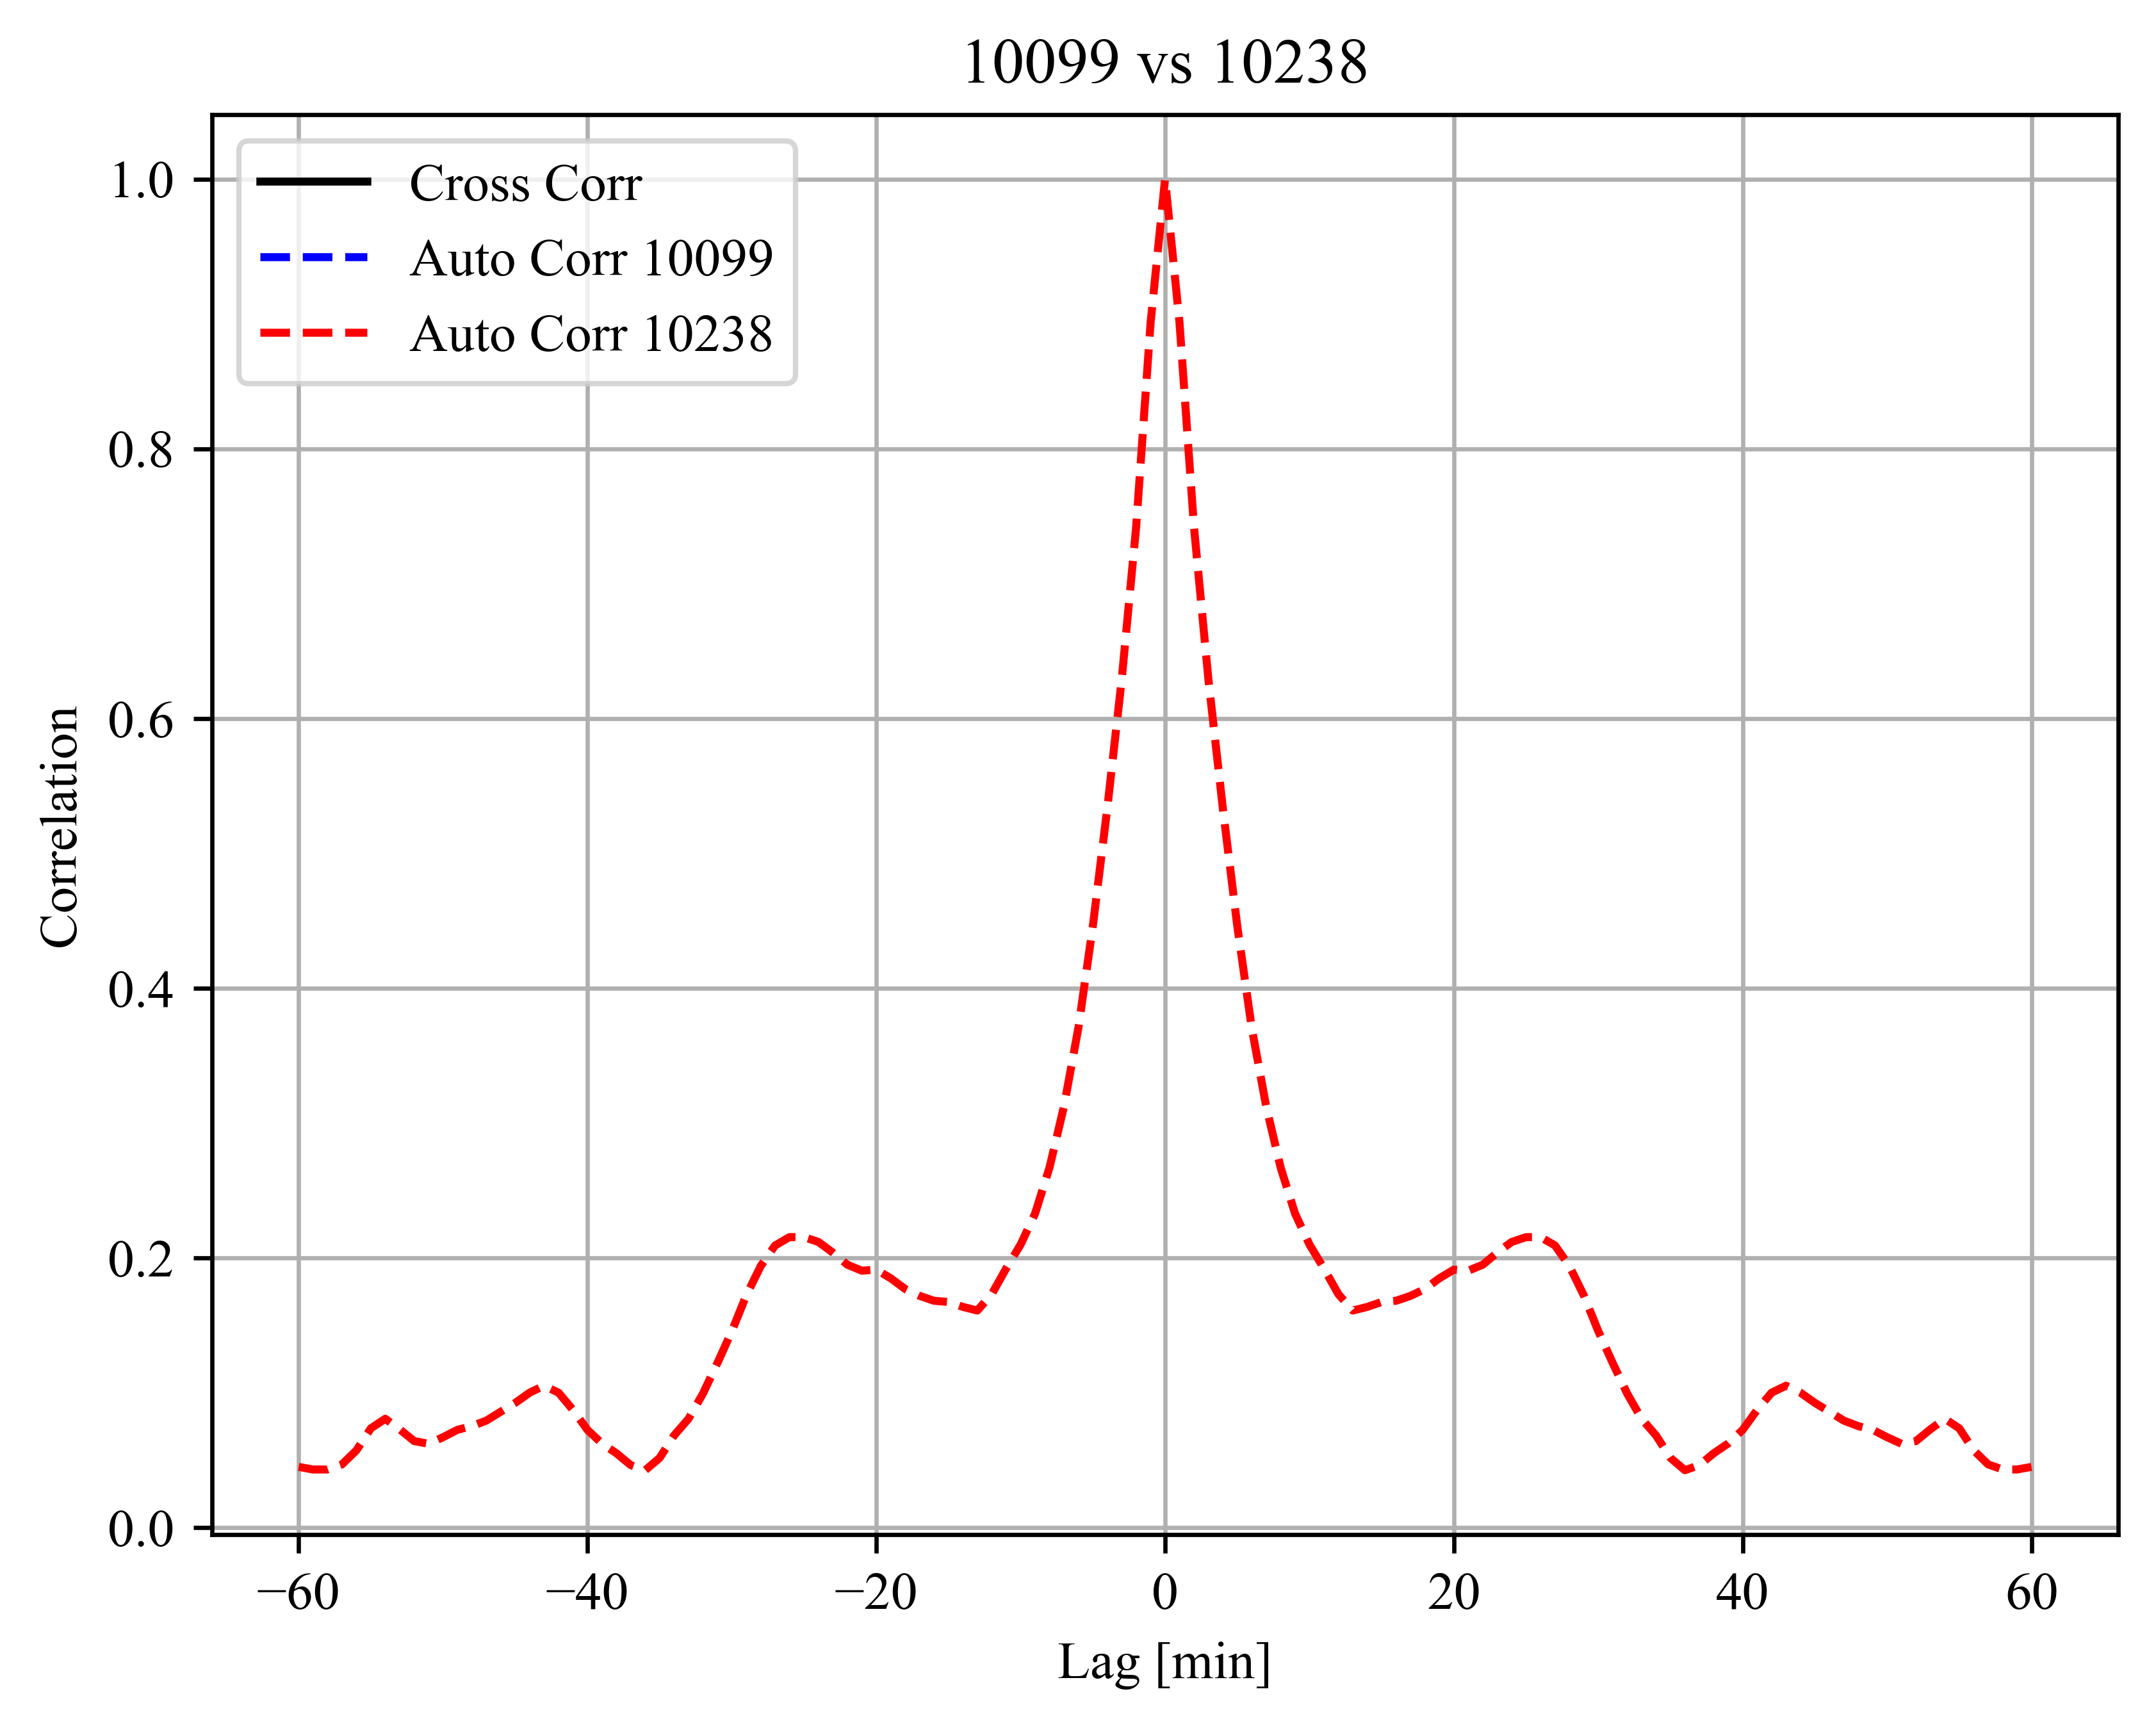 10099 vs 10238
Cross Corr
Auto Corr 10099
Auto Corr 10238
1.0
0.8
0.6
0.4
0.2
0.0
Correlation
−60 −40 −20 0 20 40 60
Lag [min]